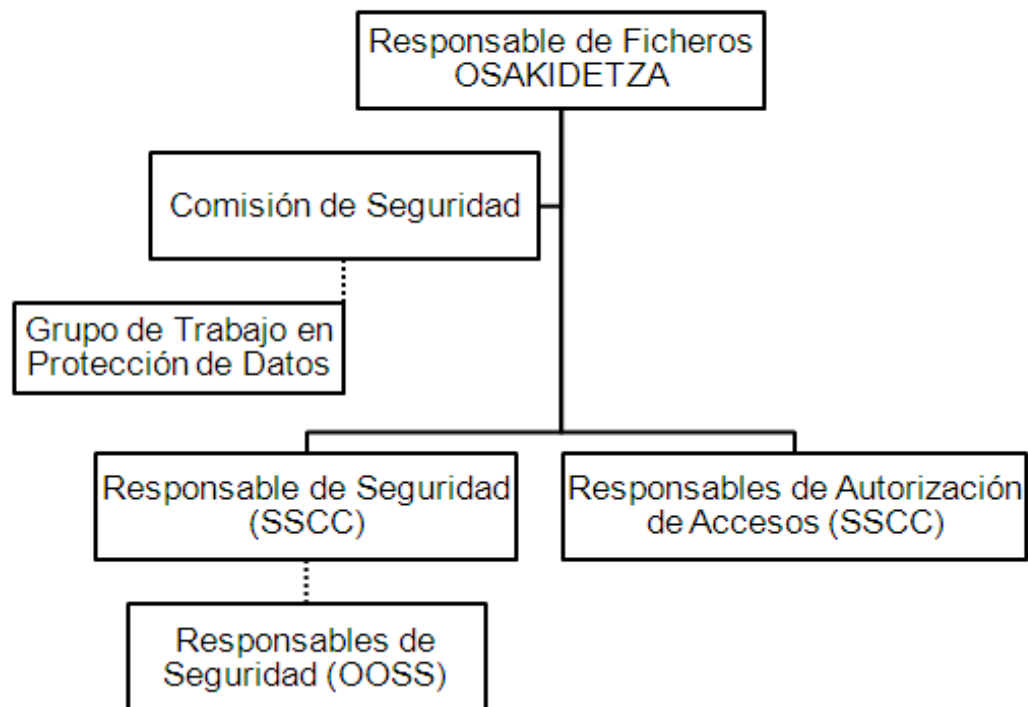 Responsable de Ficheros
OSAKIDETZA
Comisión de Seguridad
Grupo de Trabajo en
Protección de Datos
Responsable de Seguridad
(SSCC)
Responsables de Autorización
de Accesos (SSCC)
Responsables de
Seguridad (OOSS)